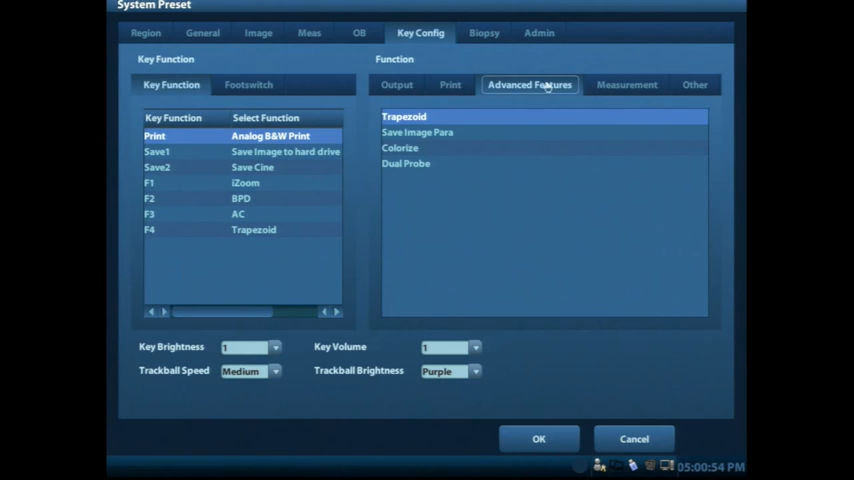 System Preset
Region General Image Meas OB Key Config Biopsy Admin
Key Function Function
Key Function Footswitch Output Print Advanced Features Measurement Other
Key Function Select Function
Print Analog B&W Print
Save1 Save Image to hard drive
Save2 Save Cine
F1 iZoom
F2 BPD
F3 AC
F4 Trapezoid
Trapezoid
Save Image Para
Colorize
Dual Probe
Key Brightness 1 Key Volume 1
Trackball Speed Medium Trackball Brightness Purple
OK Cancel
05:00:54 PM